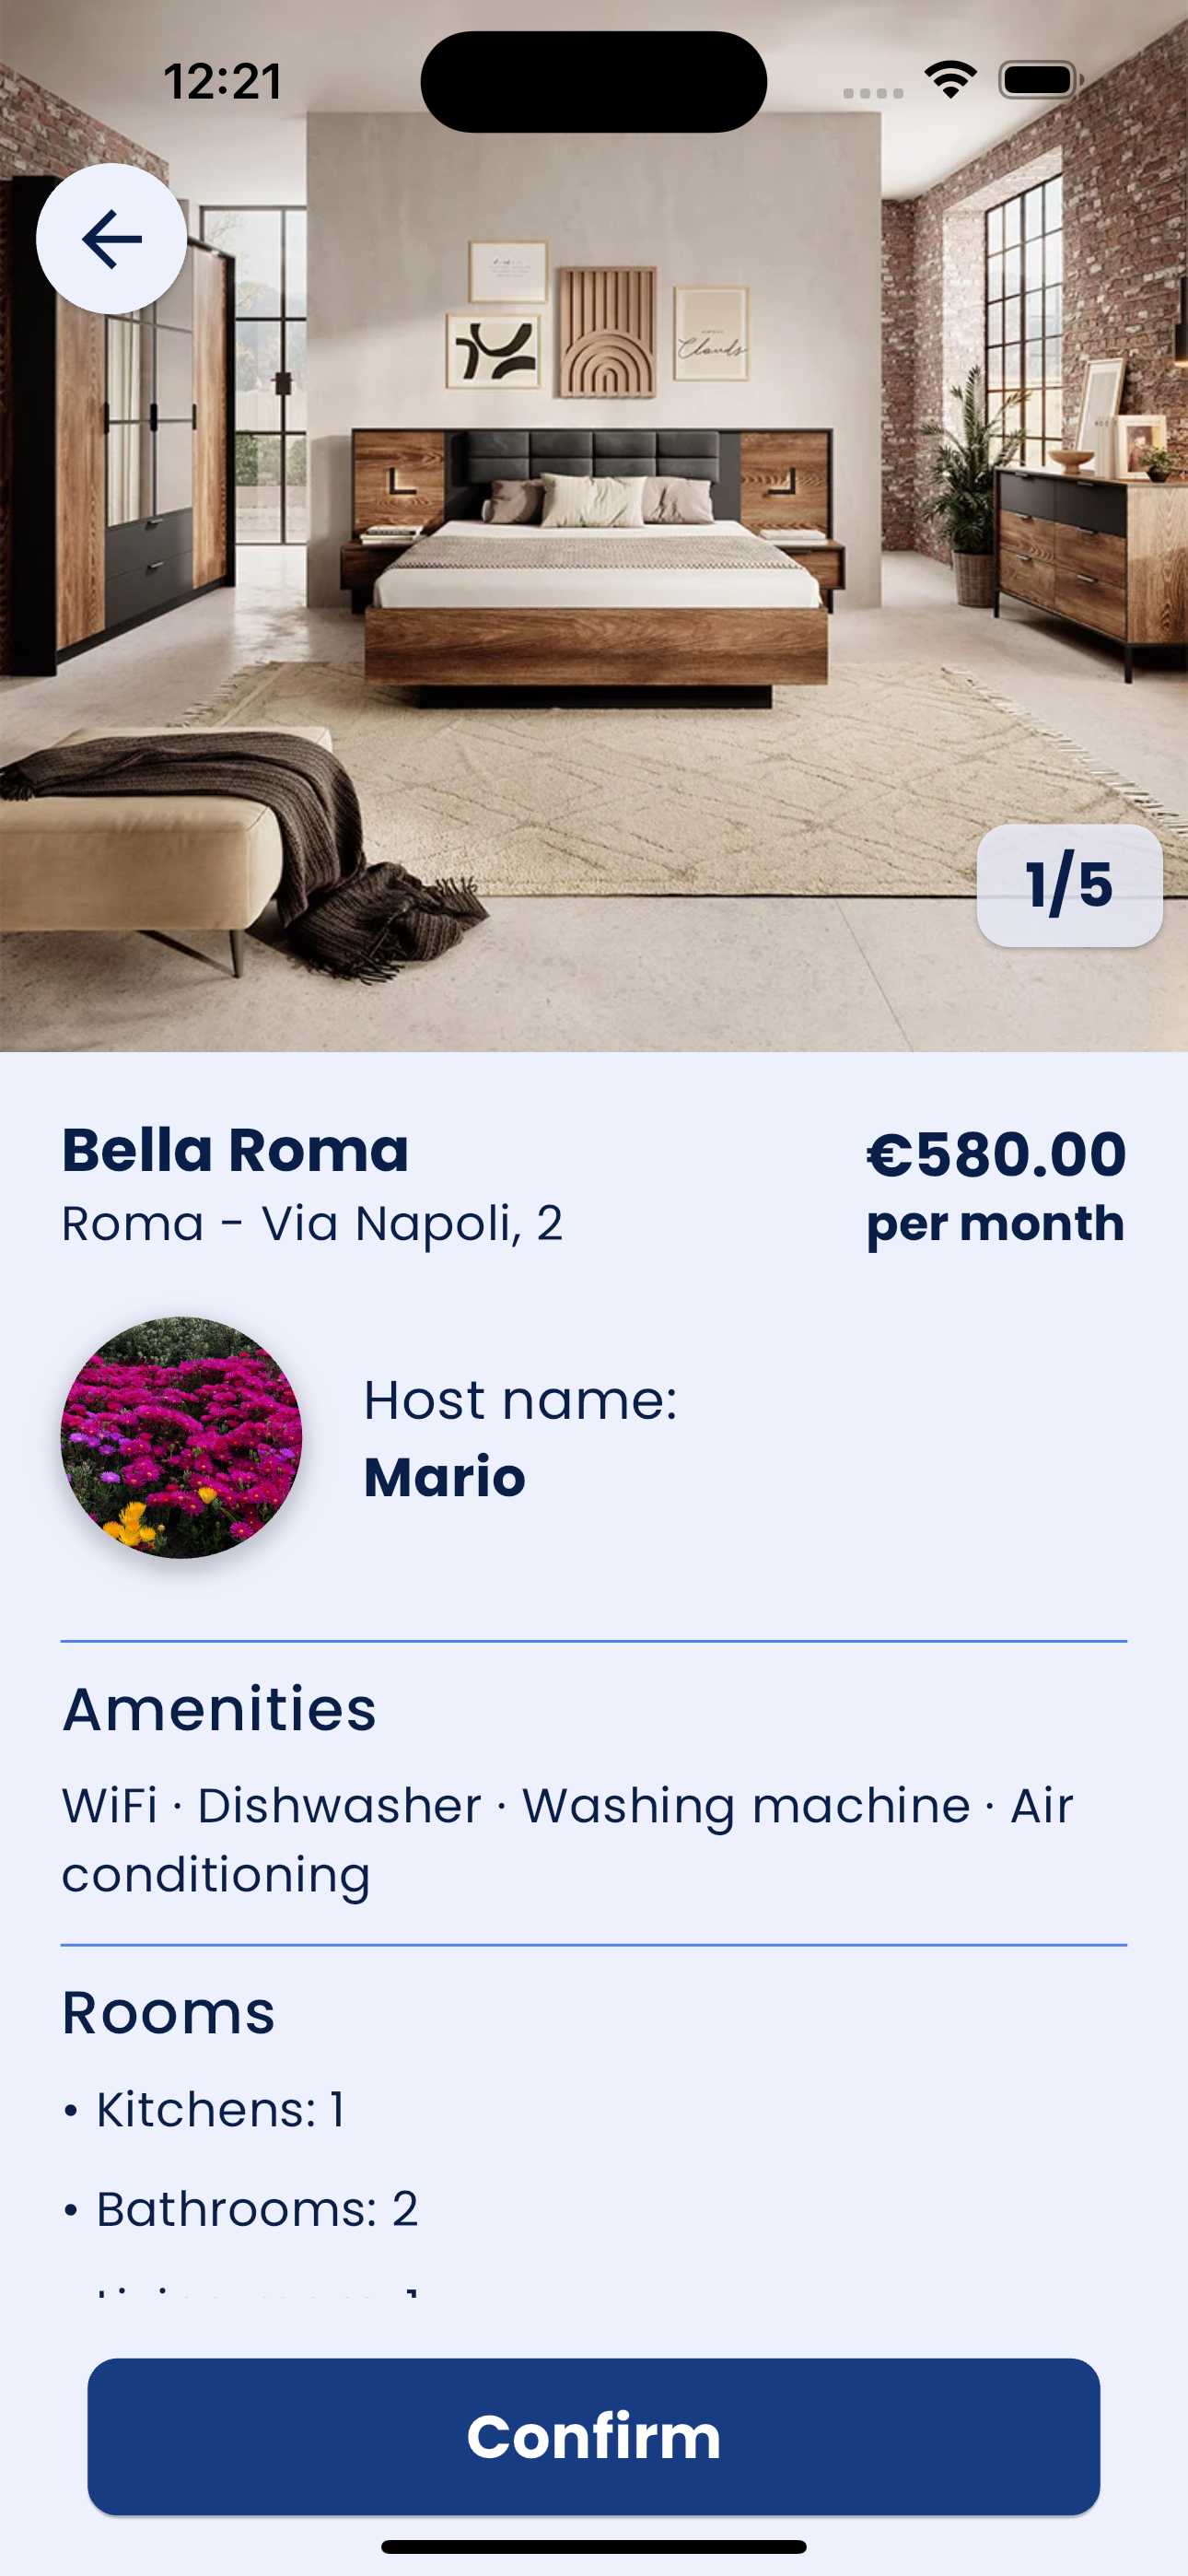 12:21
Clouds
1/5
Bella Roma
€580.00
Roma - Via Napoli, 2
per month
Host name:
Mario
Amenities
WiFi · Dishwasher · Washing machine · Air
conditioning
Rooms
• Kitchens: 1
• Bathrooms: 2
Confirm